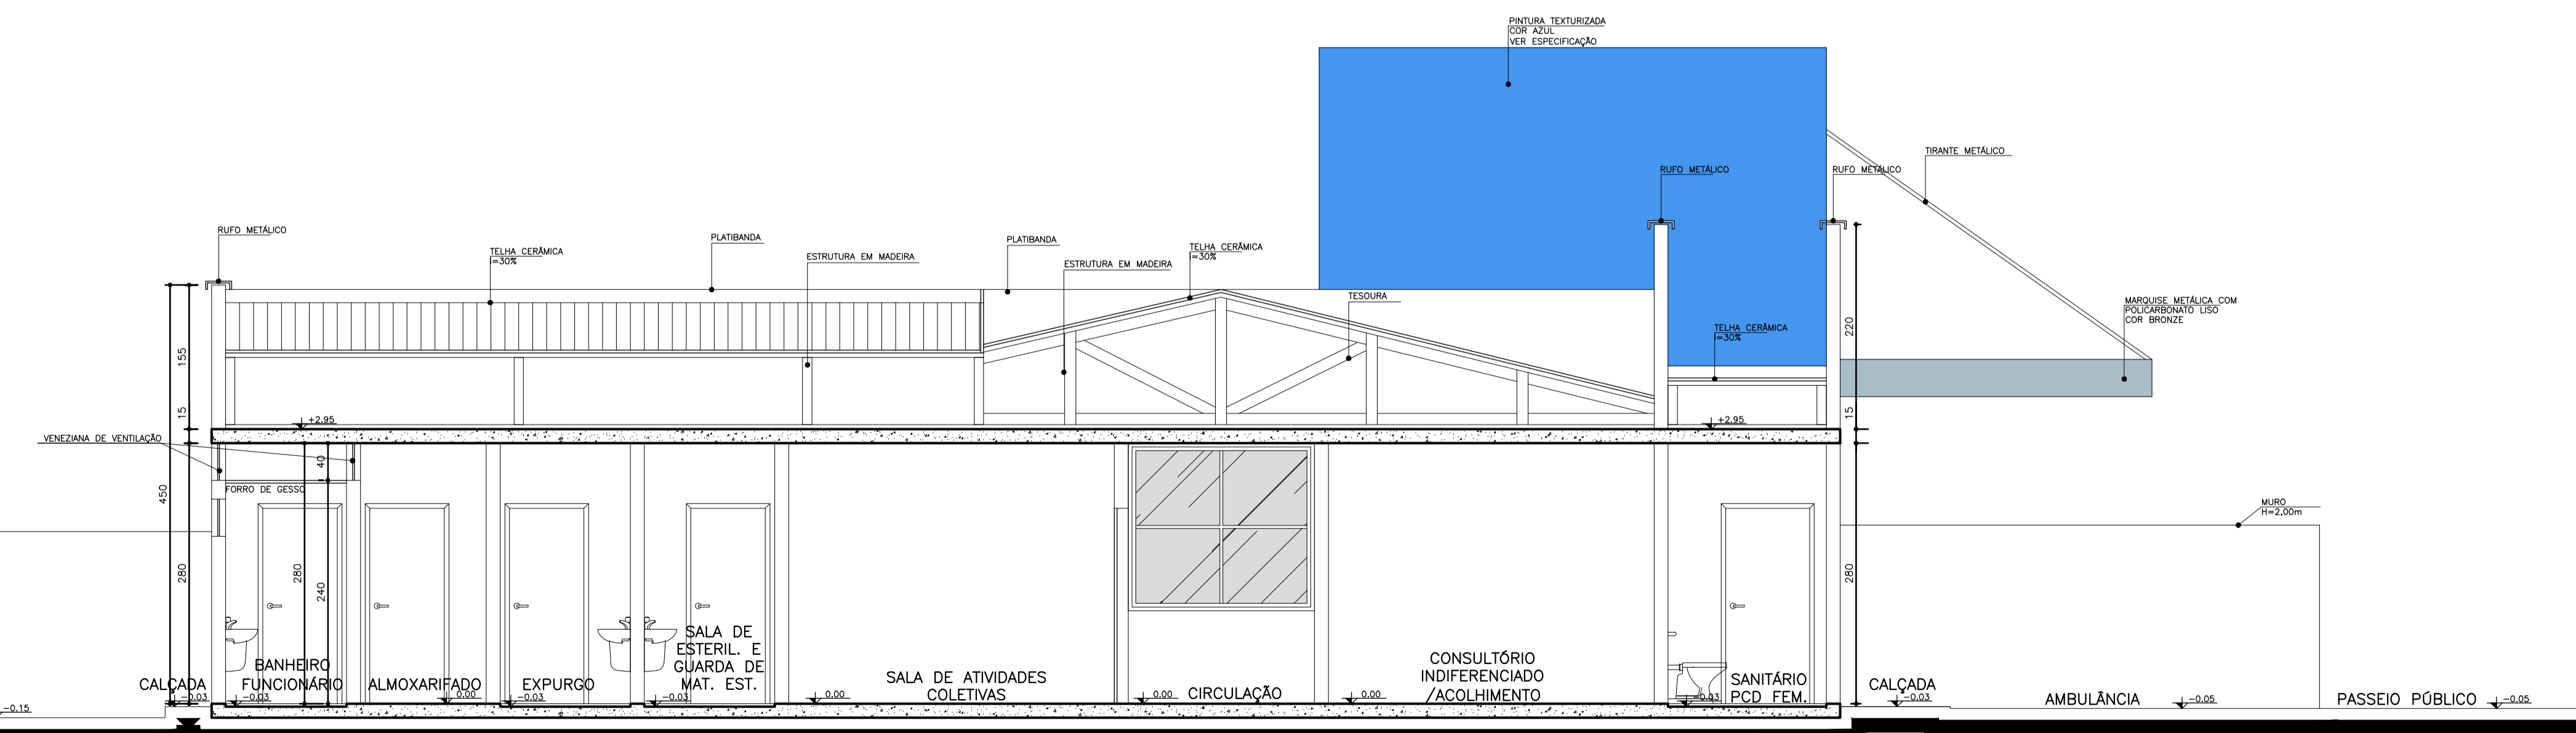 PINTURA TEXTURIZADA
COR AZUL
VER ESPECIFICAÇÃO
TIRANTE METÁLICO
RUFO METÁLICO
RUFO METÁLICO
RUFO METÁLICO
PLATIBANDA
PLATIBANDA
TELHA CERÂMICA
i=30%
ESTRUTURA EM MADEIRA
ESTRUTURA EM MADEIRA
TELHA CERÂMICA
i=30%
TESOURA
MARQUISE METÁLICA COM
POLICARBONATO LISO
COR BRONZE
TELHA CERÂMICA
i=30%
220
155
15
15
+2.95
+2.95
VENEZIANA DE VENTILAÇÃO
40
FORRO DE GESSO
450
280
280
240
280
MURO
H=2,00m
CALÇADA
-0.03
BANHEIRO
FUNCIONÁRIO
-0.03
ALMOXARIFADO
0.00
EXPURGO
-0.03
SALA DE
ESTERIL. E
GUARDA DE
MAT. EST.
-0.03
0.00
SALA DE ATIVIDADES
COLETIVAS
0.00
CIRCULAÇÃO
0.00
CONSULTÓRIO
INDIFERENCIADO
/ACOLHIMENTO
-0.03
SANITÁRIO
PCD FEM.
CALÇADA
-0.03
AMBULÂNCIA
-0.05
PASSEIO PÚBLICO
-0.05
-0.15